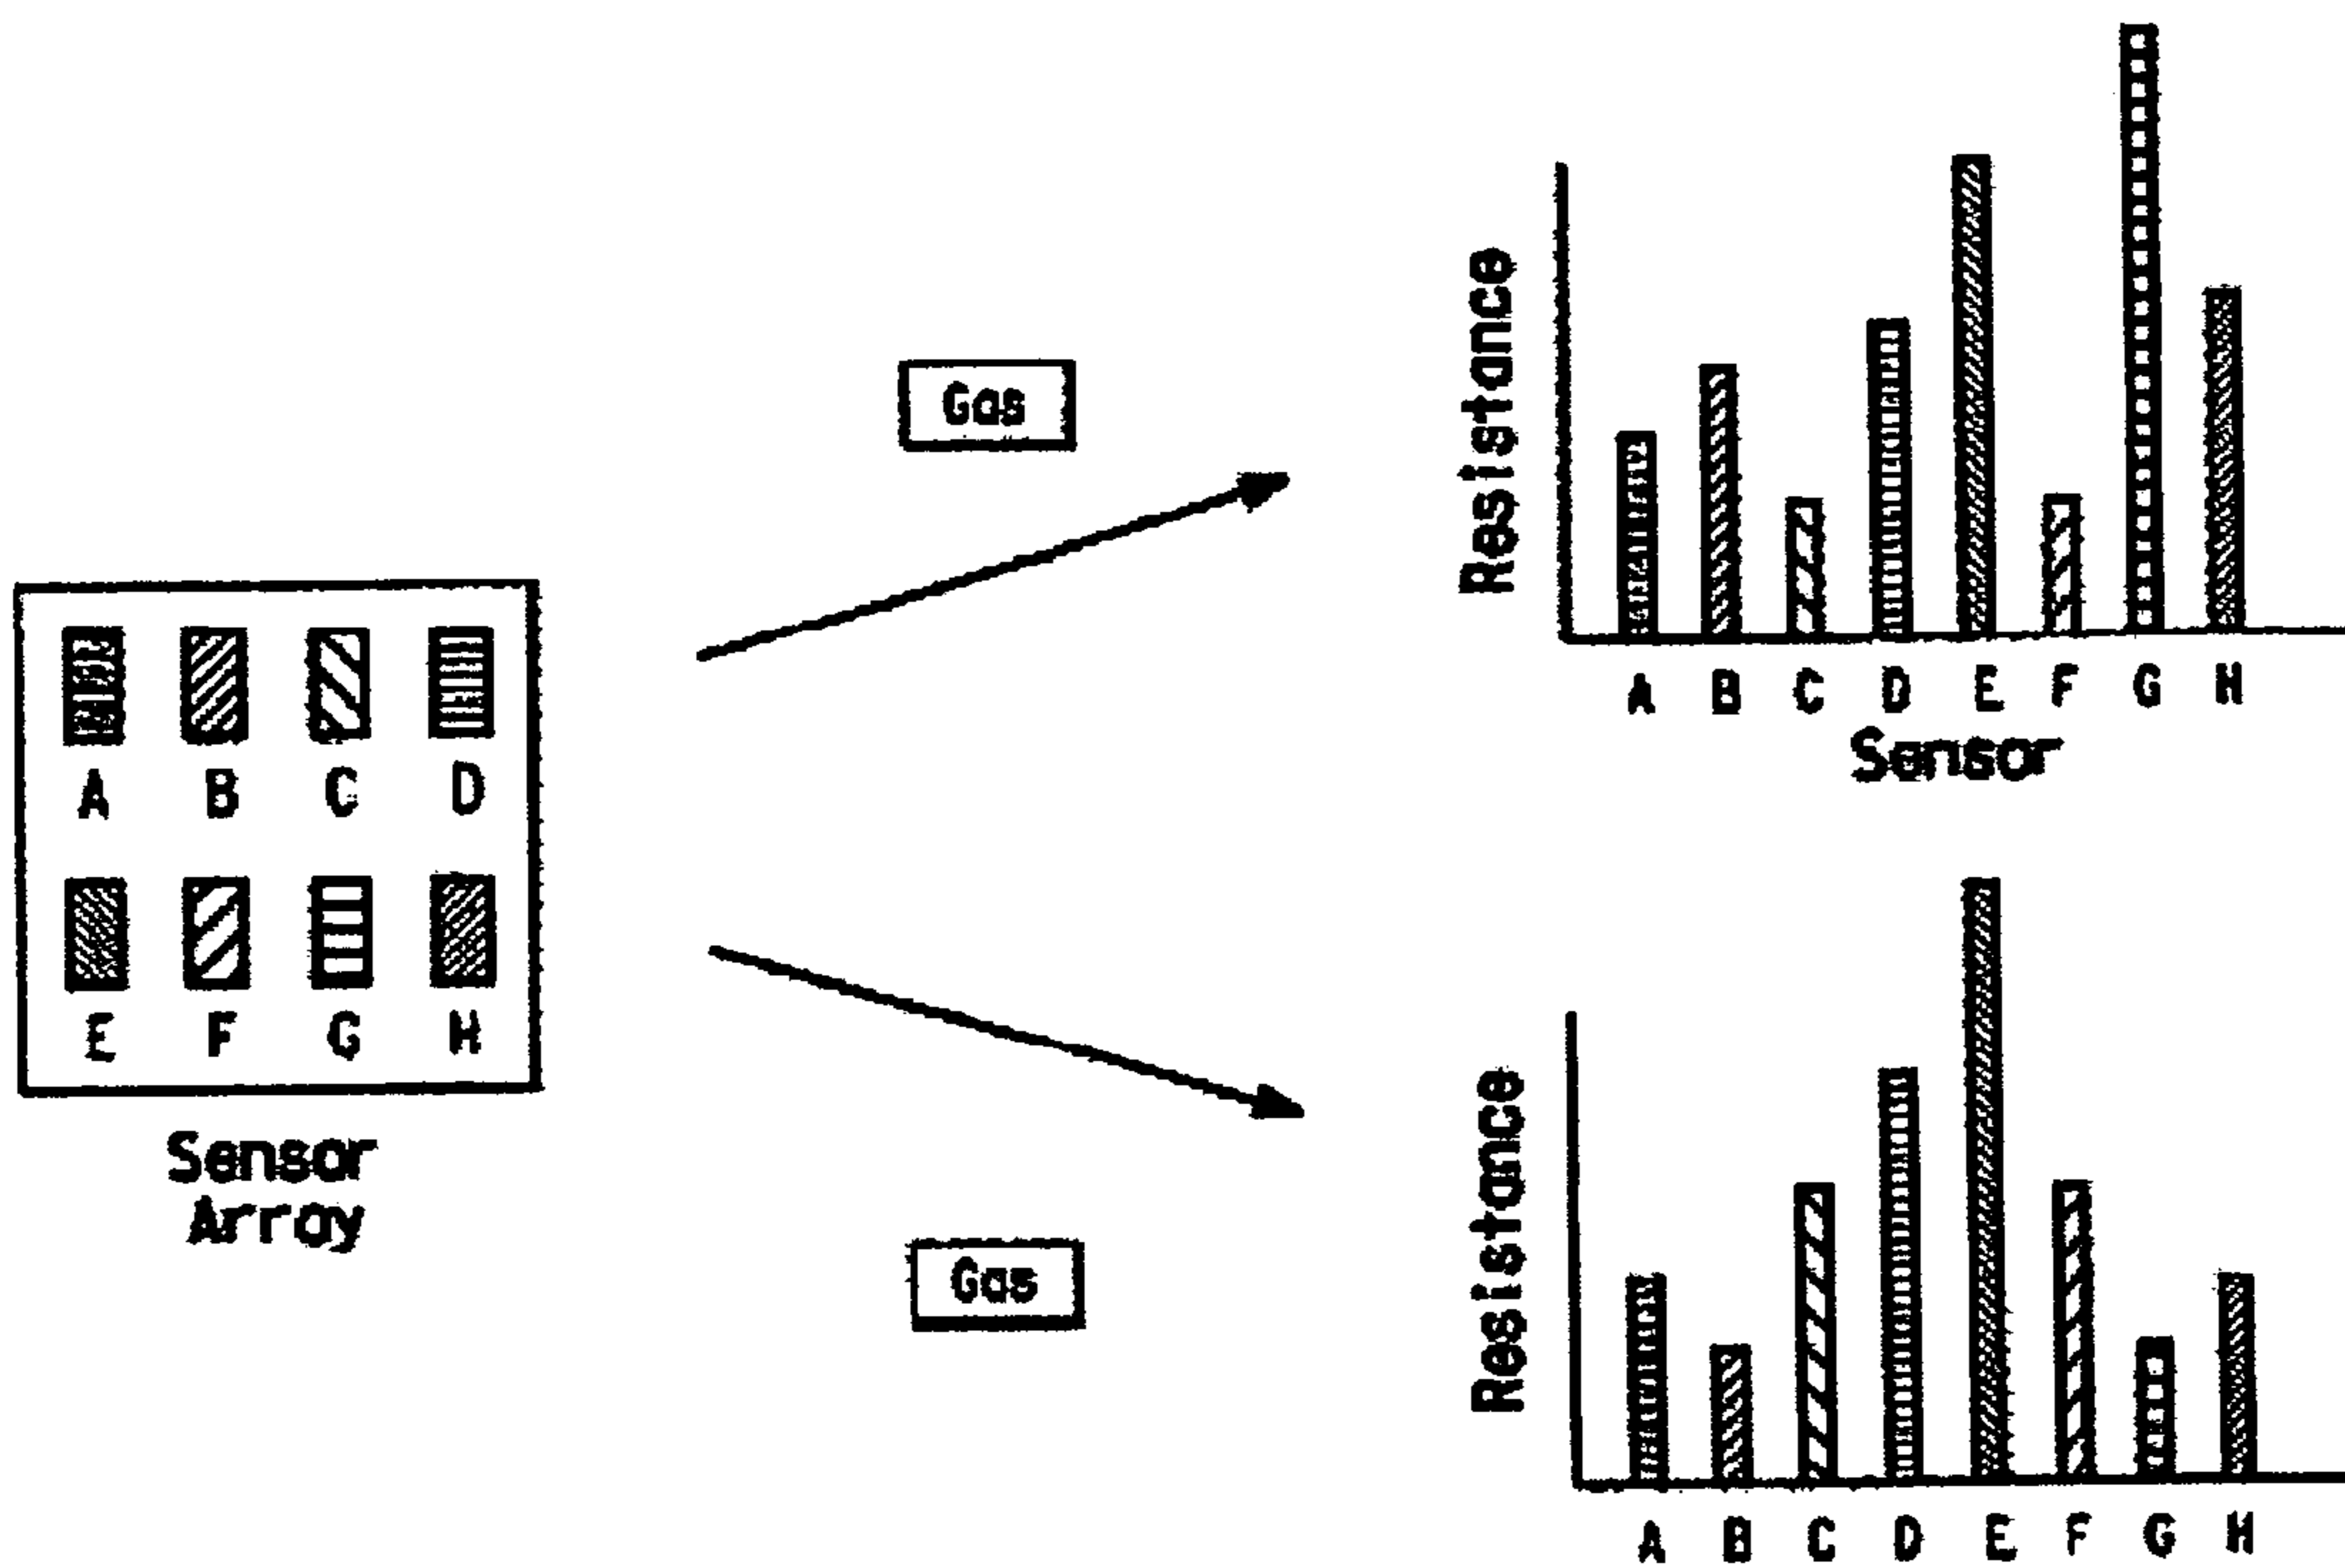 A B C D
E F G H
Sensor
Array
Gas
Gas
Resistance
A B C D E F G H
Sensor
Resistance
A B C D E F G H